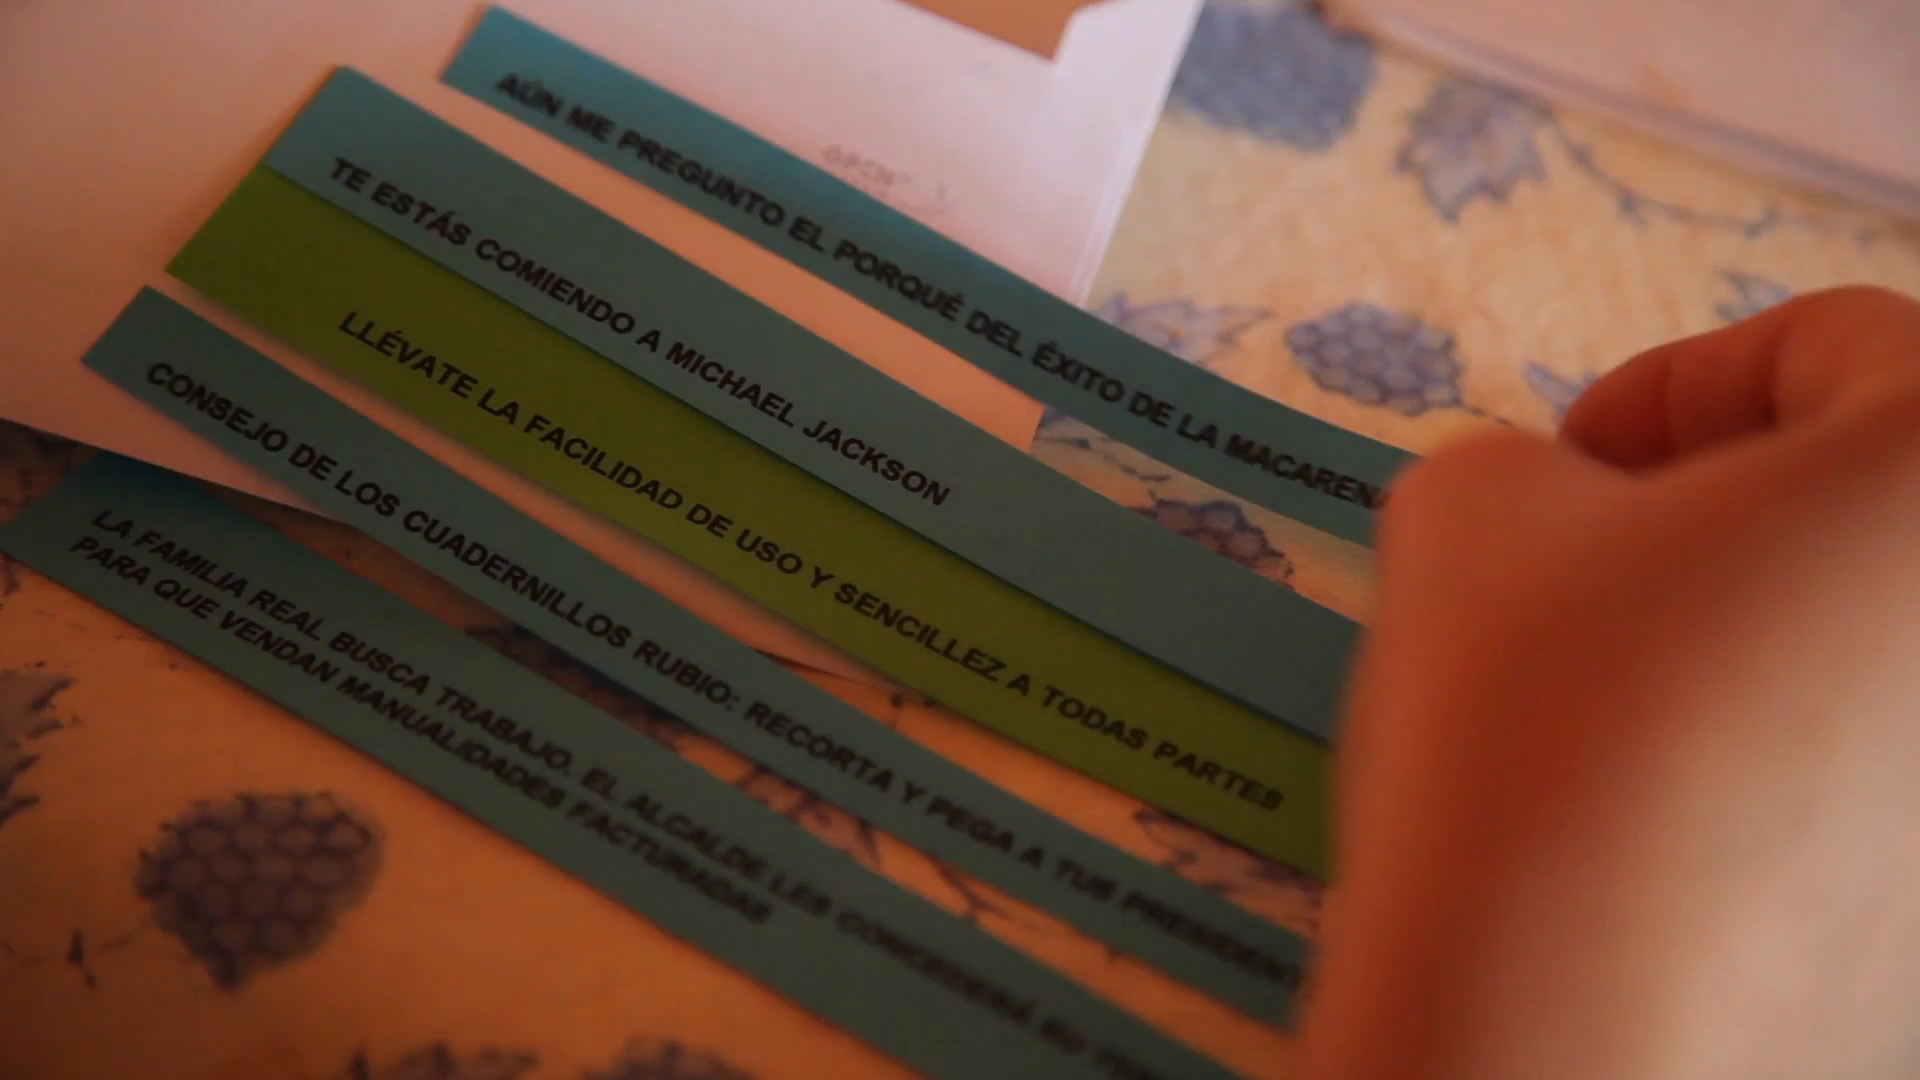 AÚN ME PREGUNTO EL PORQUÉ DEL ÉXITO DE LA MACAREN
TE ESTÁS COMIENDO A MICHAEL JACKSON
LLÉVATE LA FACILIDAD DE USO Y SENCILLEZ A TODAS PARTES
CONSEJO DE LOS CUADERNILLOS RUBIO: RECORTA Y PEGA A TUS PRESIDENT
LA FAMILIA REAL BUSCA TRABAJO. EL ALCALDE LES CONCEDERÁ SU
PARA QUE VENDAN MANUALIDADES FACTURADAS